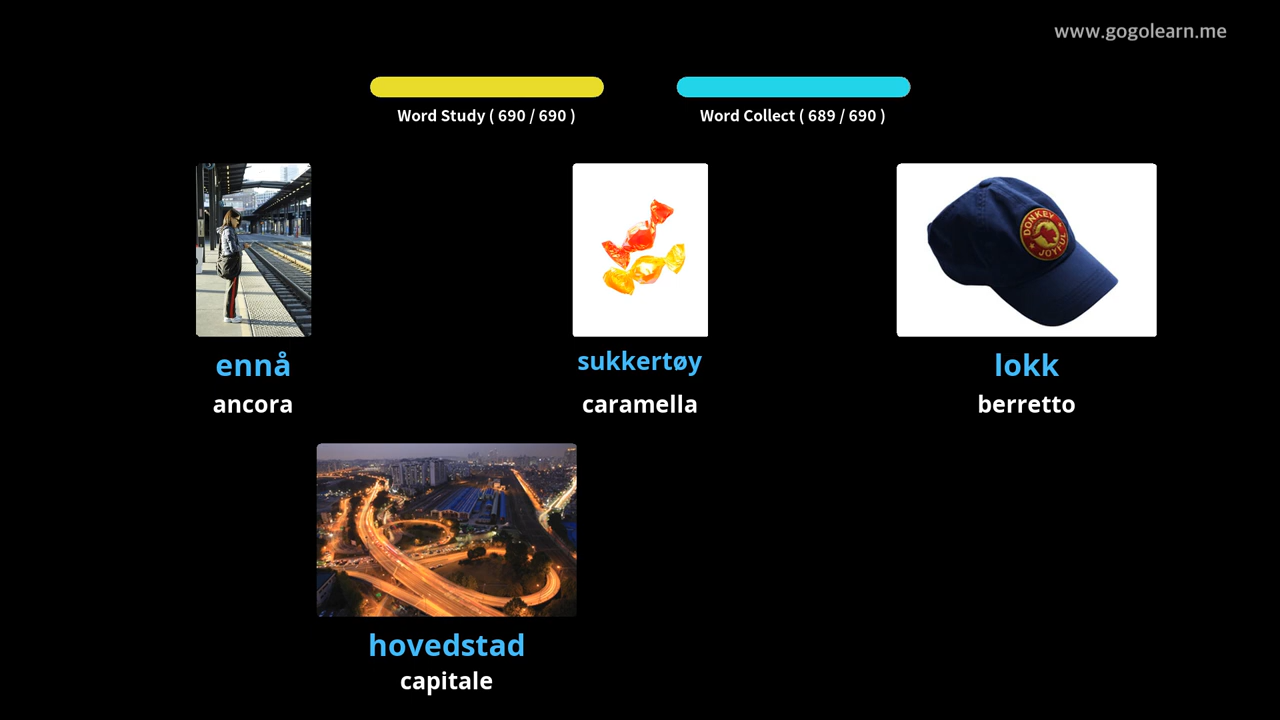 www.gogolearn.me
Word Study ( 690 / 690 )
Word Collect ( 689 / 690 )
DONKEY
JOYFUL
ennå
ancora
sukkertøy
caramella
lokk
berretto
hovedstad
capitale